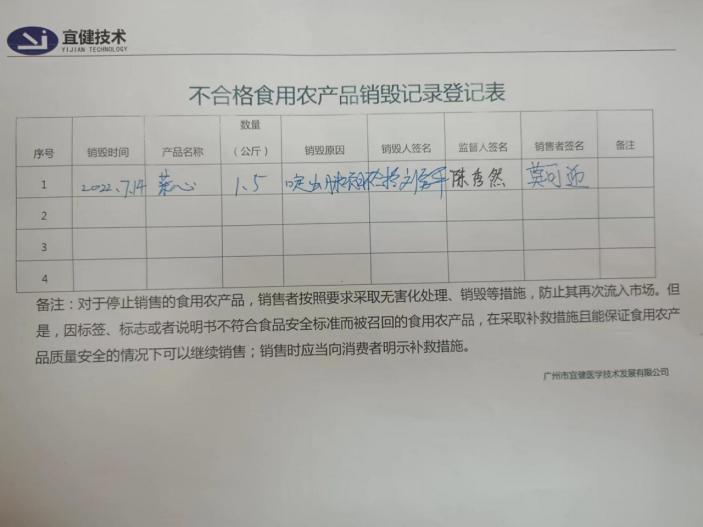 宜健技术
YIJIAN TECHNOLOGY
不合格食用农产品销毁记录登记表
序号 销毁时间 产品名称 数量（公斤） 销毁原因 销毁人签名 监督人签名 销售者签名 备注
1 2022.7.14 菜心 1.5 啶虫脒 陈彦然 莫可
2
3
4
备注：对于停止销售的食用农产品，销售者按照要求采取无害化处理、销毁等措施，防止其再次流入市场。但
是，因标签、标志或者说明书不符合食品安全标准而被召回的食用农产品，在采取补救措施且能保证食用农产
品质量安全的情况下可以继续销售；销售时应当向消费者明示补救措施。
广州市宜健医学技术发展有限公司